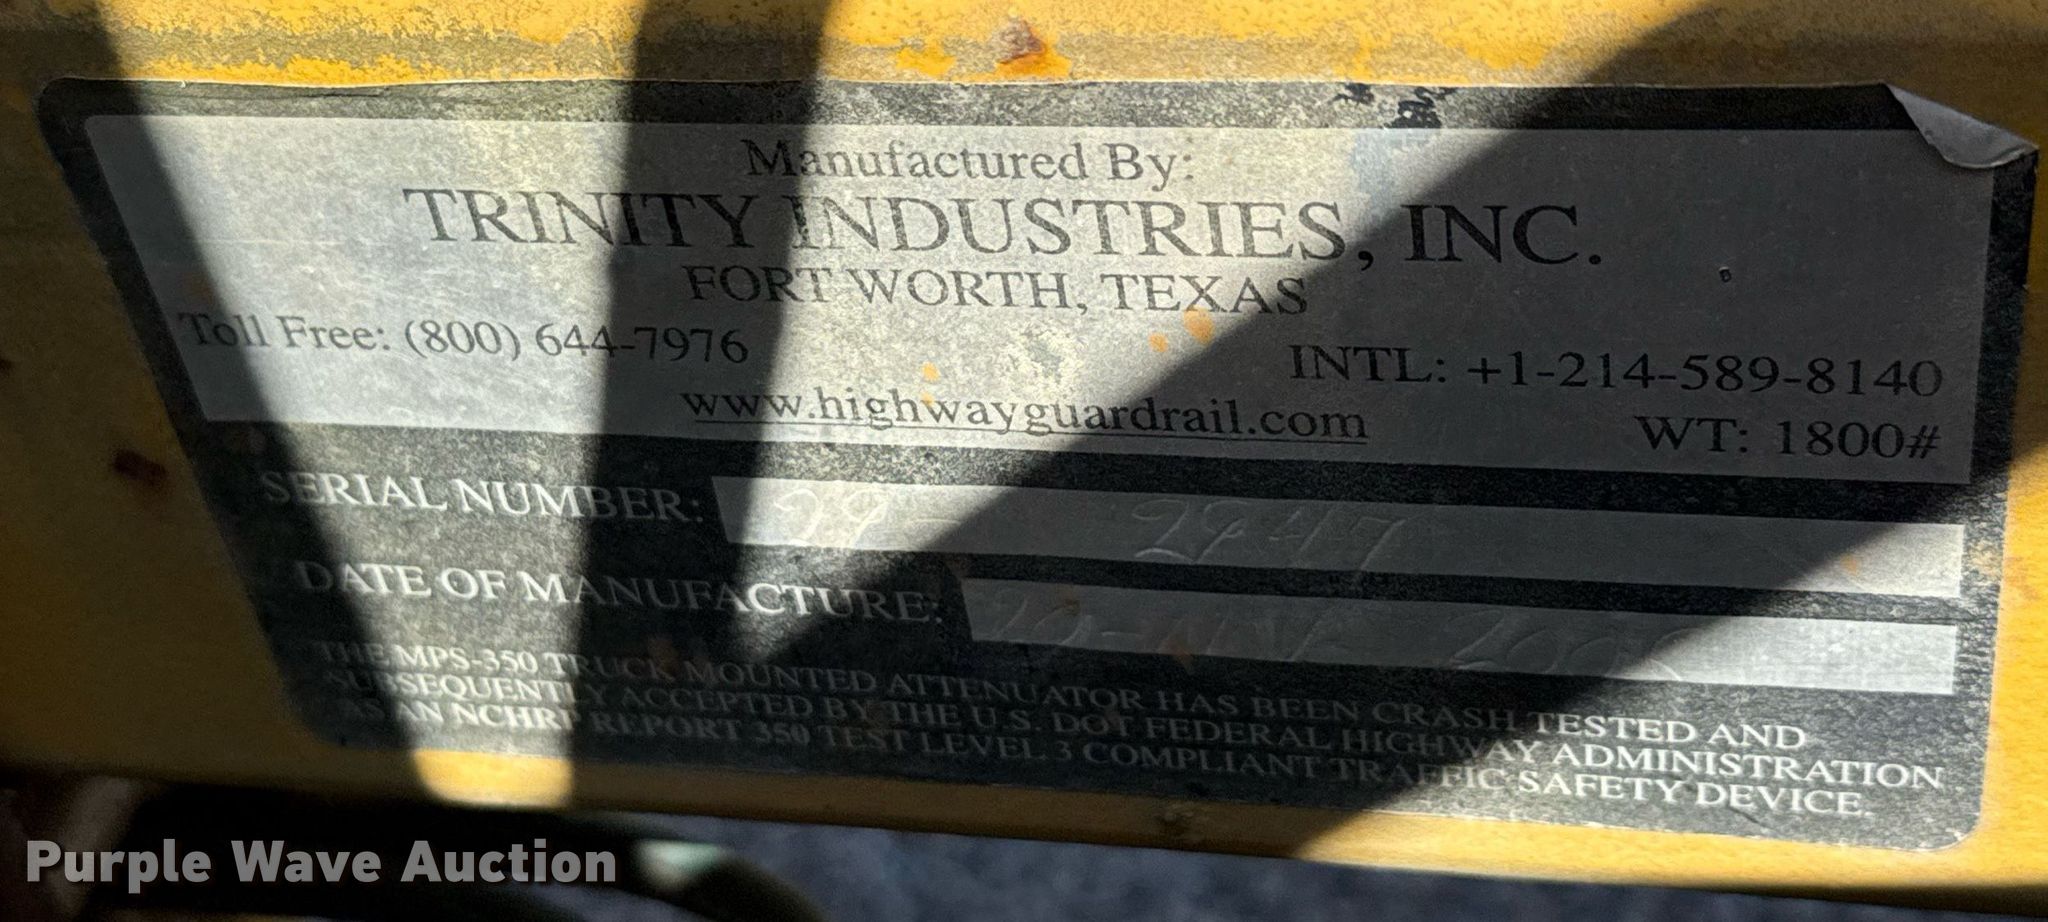 Manufactured By:
TRINITY INDUSTRIES, INC.
FORT WORTH, TEXAS
Toll Free: (800) 644-7976
INTL: +1-214-589-8140
www.highwayguardrail.com
WT: 1800#
SERIAL NUMBER:
DATE OF MANUFACTURE:
THE MPS-350 TRUCK MOUNTED ATTENUATOR HAS BEEN CRASH TESTED AND
SUBSEQUENTLY ACCEPTED BY THE U.S. DOT FEDERAL HIGHWAY ADMINISTRATION
AS AN NCHRP REPORT 350 TEST LEVEL 3 COMPLIANT TRAFFIC SAFETY DEVICE.
Purple Wave Auction